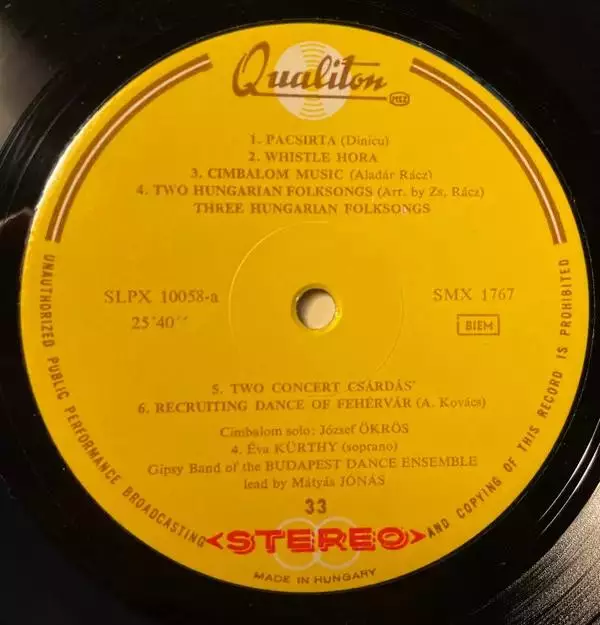 Qualiton
MSZ
1. PACSIRTA (Dinicu)
2. WHISTLE HORA
3. CIMBALOM MUSIC (Aladár Rácz)
4. TWO HUNGARIAN FOLKSONGS (Arr. by Zs. Rácz)
THREE HUNGARIAN FOLKSONGS
SLPX 10058-a
25'40''
SMX 1767
BIEM
5. TWO CONCERT CSÁRDÁS'
6. RECRUITING DANCE OF FEHÉRVÁR (A. Kovács)
Cimbalom solo: József ÖKRÖS
4. Éva KÜRTHY (soprano)
Gipsy Band of the BUDAPEST DANCE ENSEMBLE
lead by Mátyás JÓNÁS
33
STEREO
UNAUTHORIZED PUBLIC PERFORMANCE BROADCASTING AND COPYING OF THIS RECORD IS PROHIBITED
MADE IN HUNGARY